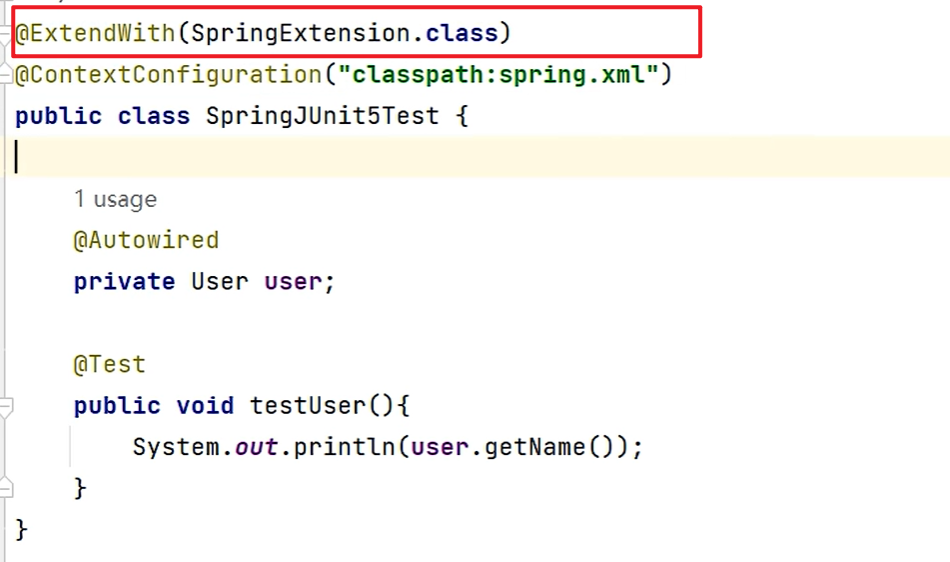 @ExtendWith(SpringExtension.class)
@ContextConfiguration("classpath:spring.xml")
public class SpringJUnit5Test {
1 usage
@Autowired
private User user;
@Test
public void testUser(){
System.out.println(user.getName());
}
}